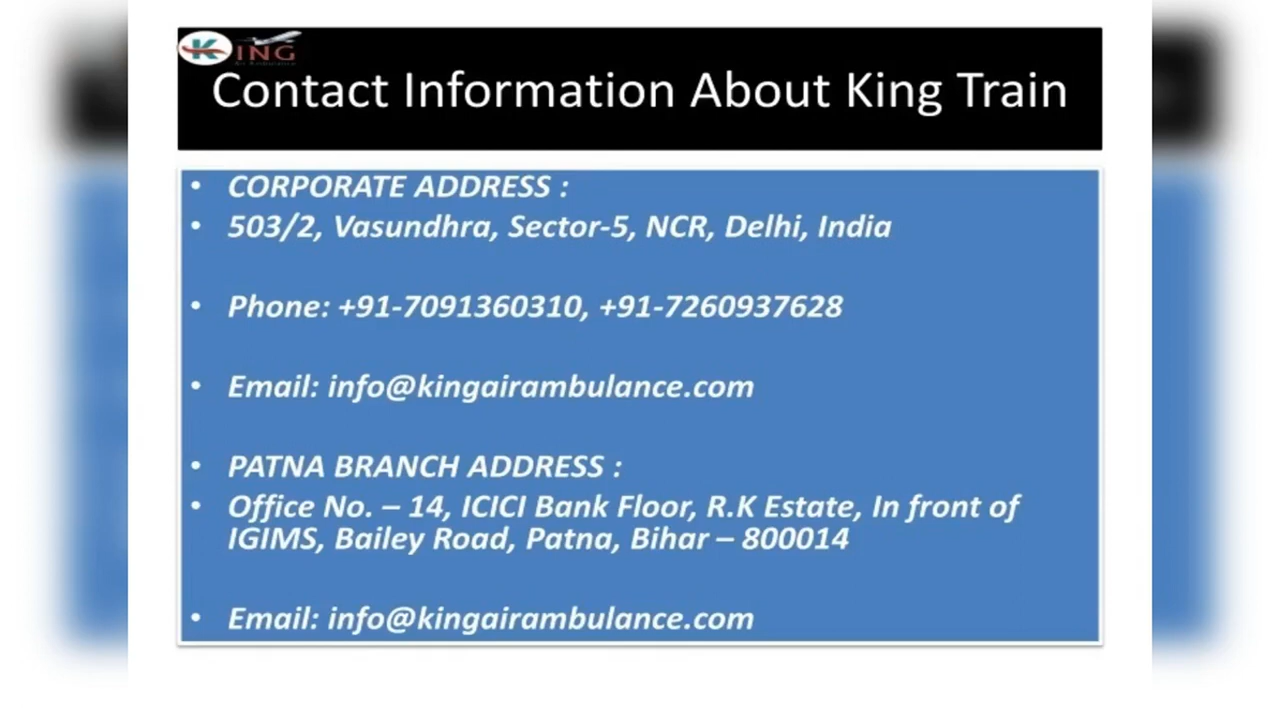 KING
Air Ambulance
Contact Information About King Train
• CORPORATE ADDRESS :
• 503/2, Vasundhra, Sector-5, NCR, Delhi, India
• Phone: +91-7091360310, +91-7260937628
• Email: info@kingairambulance.com
• PATNA BRANCH ADDRESS :
• Office No. – 14, ICICI Bank Floor, R.K Estate, In front of
IGIMS, Bailey Road, Patna, Bihar – 800014
• Email: info@kingairambulance.com